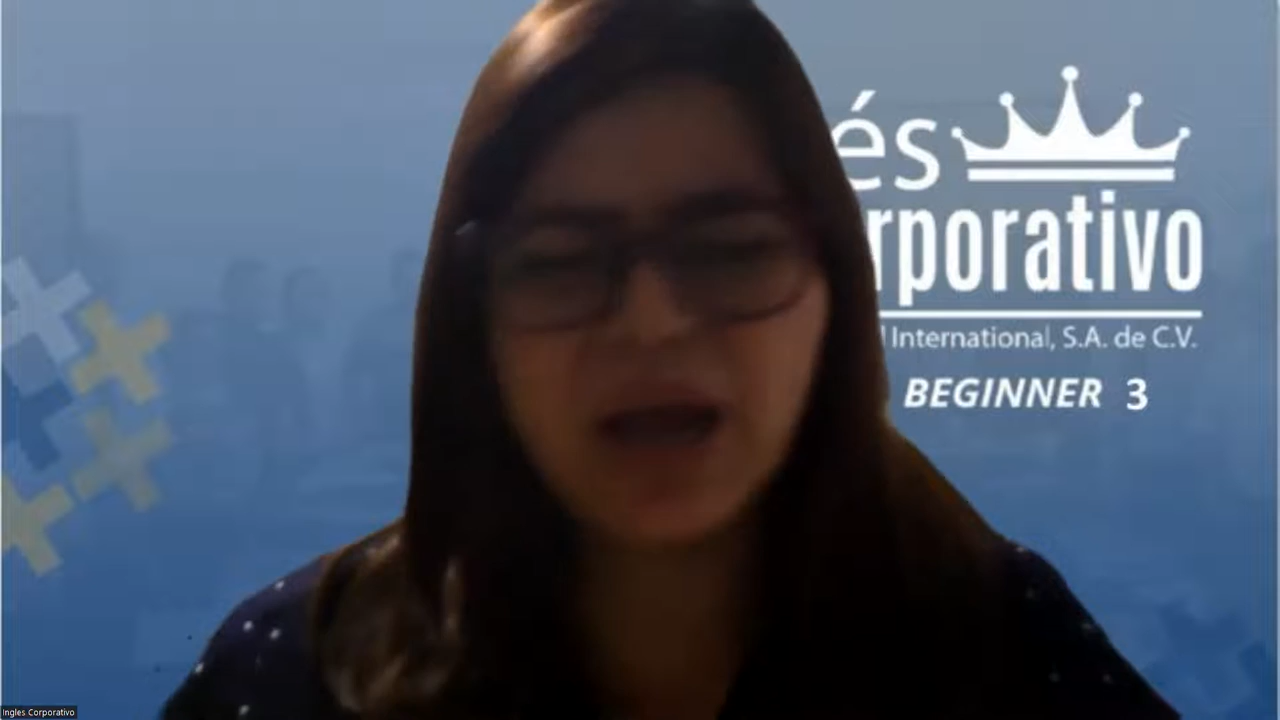 és
rporativo
International, S.A. de C.V.
BEGINNER 3
Ingles Corporativo